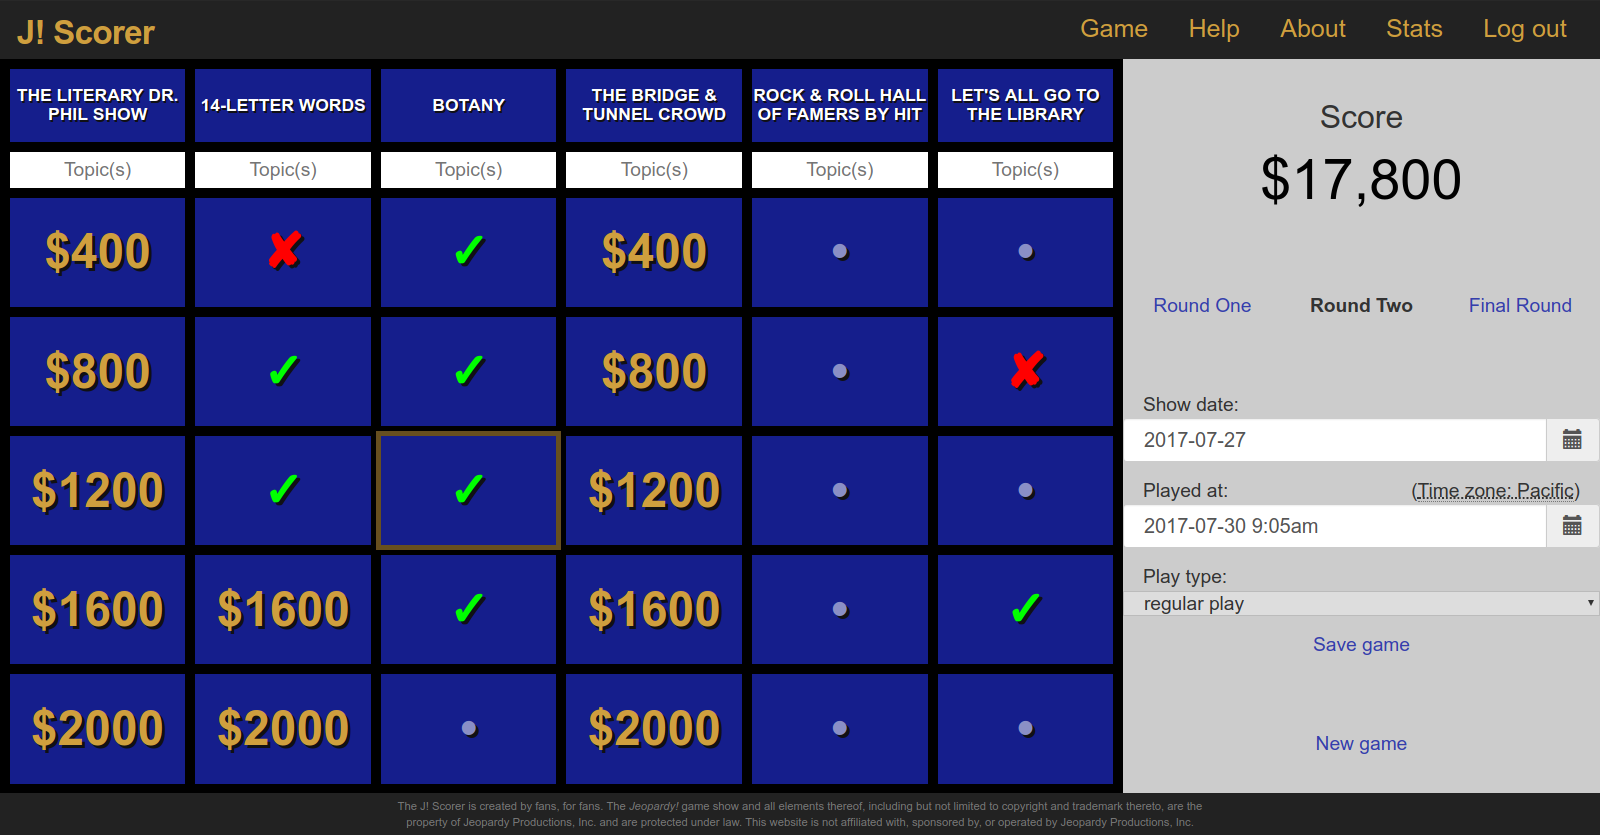 J! Scorer
Game Help About Stats Log out
THE LITERARY DR.
PHIL SHOW
14-LETTER WORDS
BOTANY
THE BRIDGE &
TUNNEL CROWD
ROCK & ROLL HALL
OF FAMERS BY HIT
LET'S ALL GO TO
THE LIBRARY
Topic(s) Topic(s) Topic(s) Topic(s) Topic(s) Topic(s)
$400 ✘ ✓ $400 • •
$800 ✓ ✓ $800 • ✘
$1200 ✓ ✓ $1200 • •
$1600 $1600 ✓ $1600 • ✓
$2000 $2000 • $2000 • •
Score
$17,800
Round One Round Two Final Round
Show date:
2017-07-27
Played at: (Time zone: Pacific)
2017-07-30 9:05am
Play type:
regular play
Save game
New game
The J! Scorer is created by fans, for fans. The Jeopardy! game show and all elements thereof, including but not limited to copyright and trademark thereto, are the
property of Jeopardy Productions, Inc. and are protected under law. This website is not affiliated with, sponsored by, or operated by Jeopardy Productions, Inc.